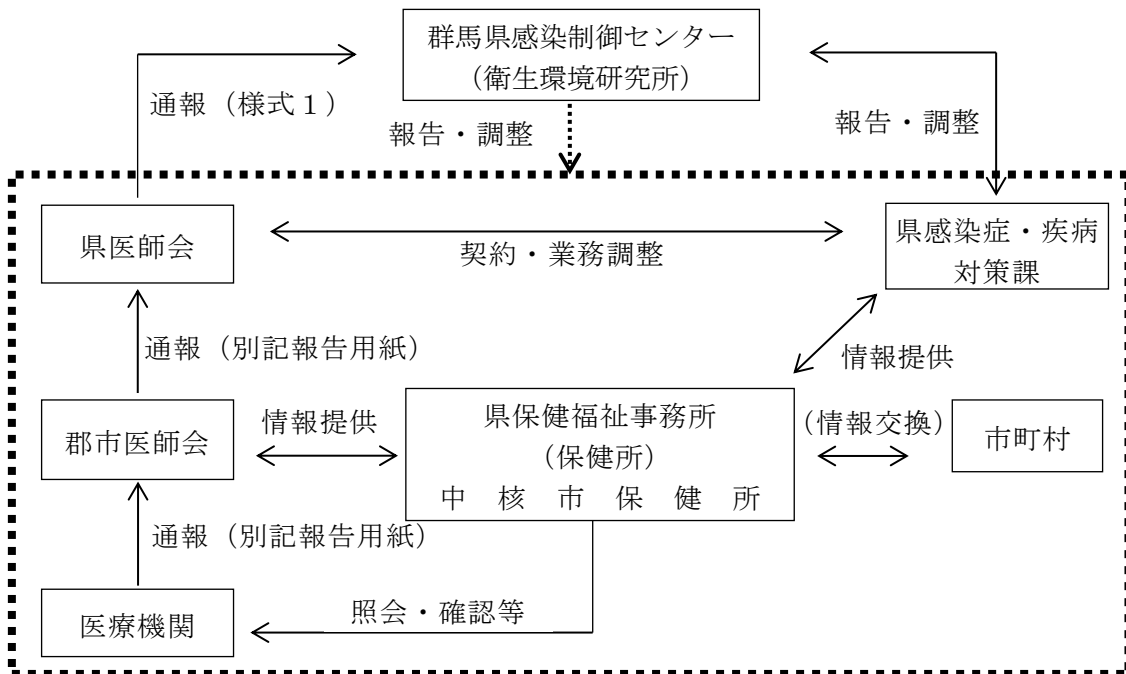 群馬県感染制御センター
(衛生環境研究所)
通報(様式１)
報告・調整
報告・調整
県医師会
契約・業務調整
県感染症・疾病
対策課
通報(別記報告用紙)
情報提供
郡市医師会
情報提供
県保健福祉事務所
(保健所)
中核市保健所
(情報交換)
市町村
通報(別記報告用紙)
医療機関
照会・確認等